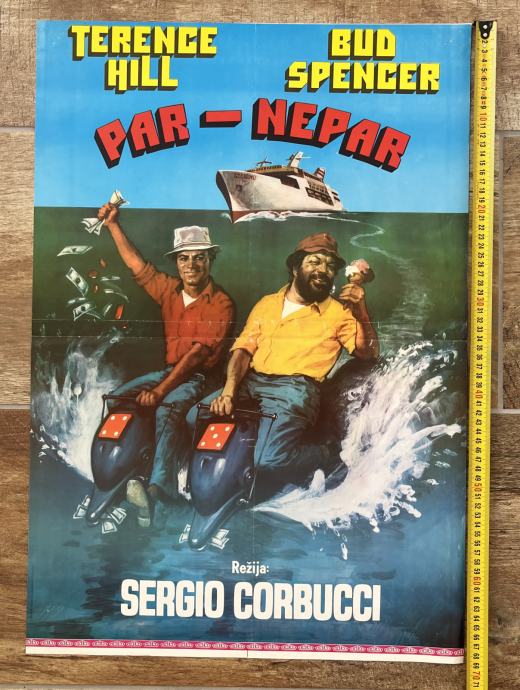 TERENCE
HILL
BUD
SPENCER
PAR – NEPAR
Režija:
SERGIO CORBUCCI